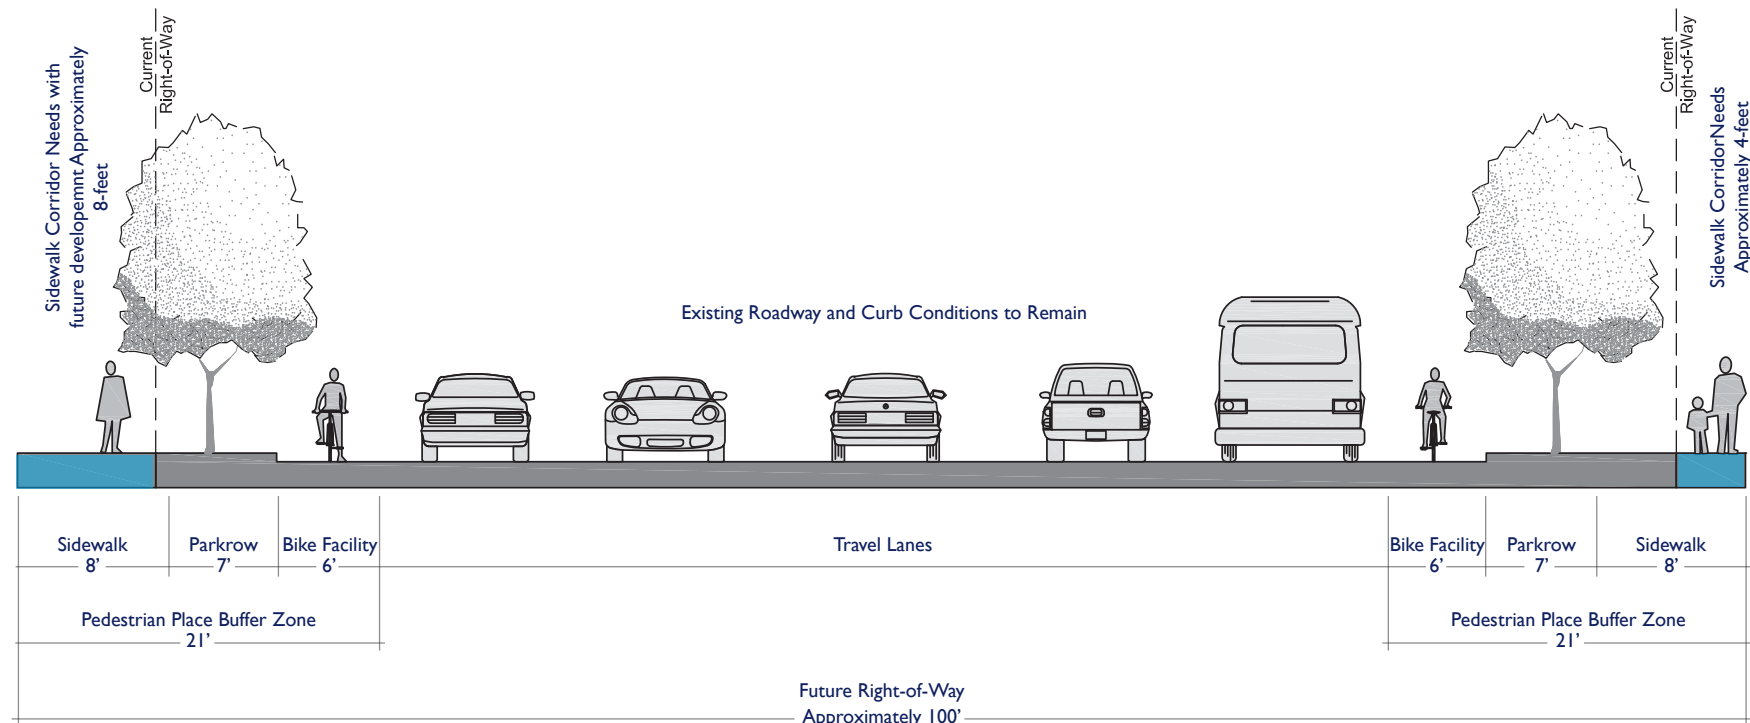 Sidewalk Corridor Needs with
future developemnt Approximately
8-feet
Current
Right-of-Way
Current
Right-of-Way
Sidewalk CorridorNeeds
Approximately 4-feet
Existing Roadway and Curb Conditions to Remain
Sidewalk
8’
Parkrow
7’
Bike Facility
6’
Travel Lanes
Bike Facility
6’
Parkrow
7’
Sidewalk
8’
Pedestrian Place Buffer Zone
21’
Pedestrian Place Buffer Zone
21’
Future Right-of-Way
Approximately 100’